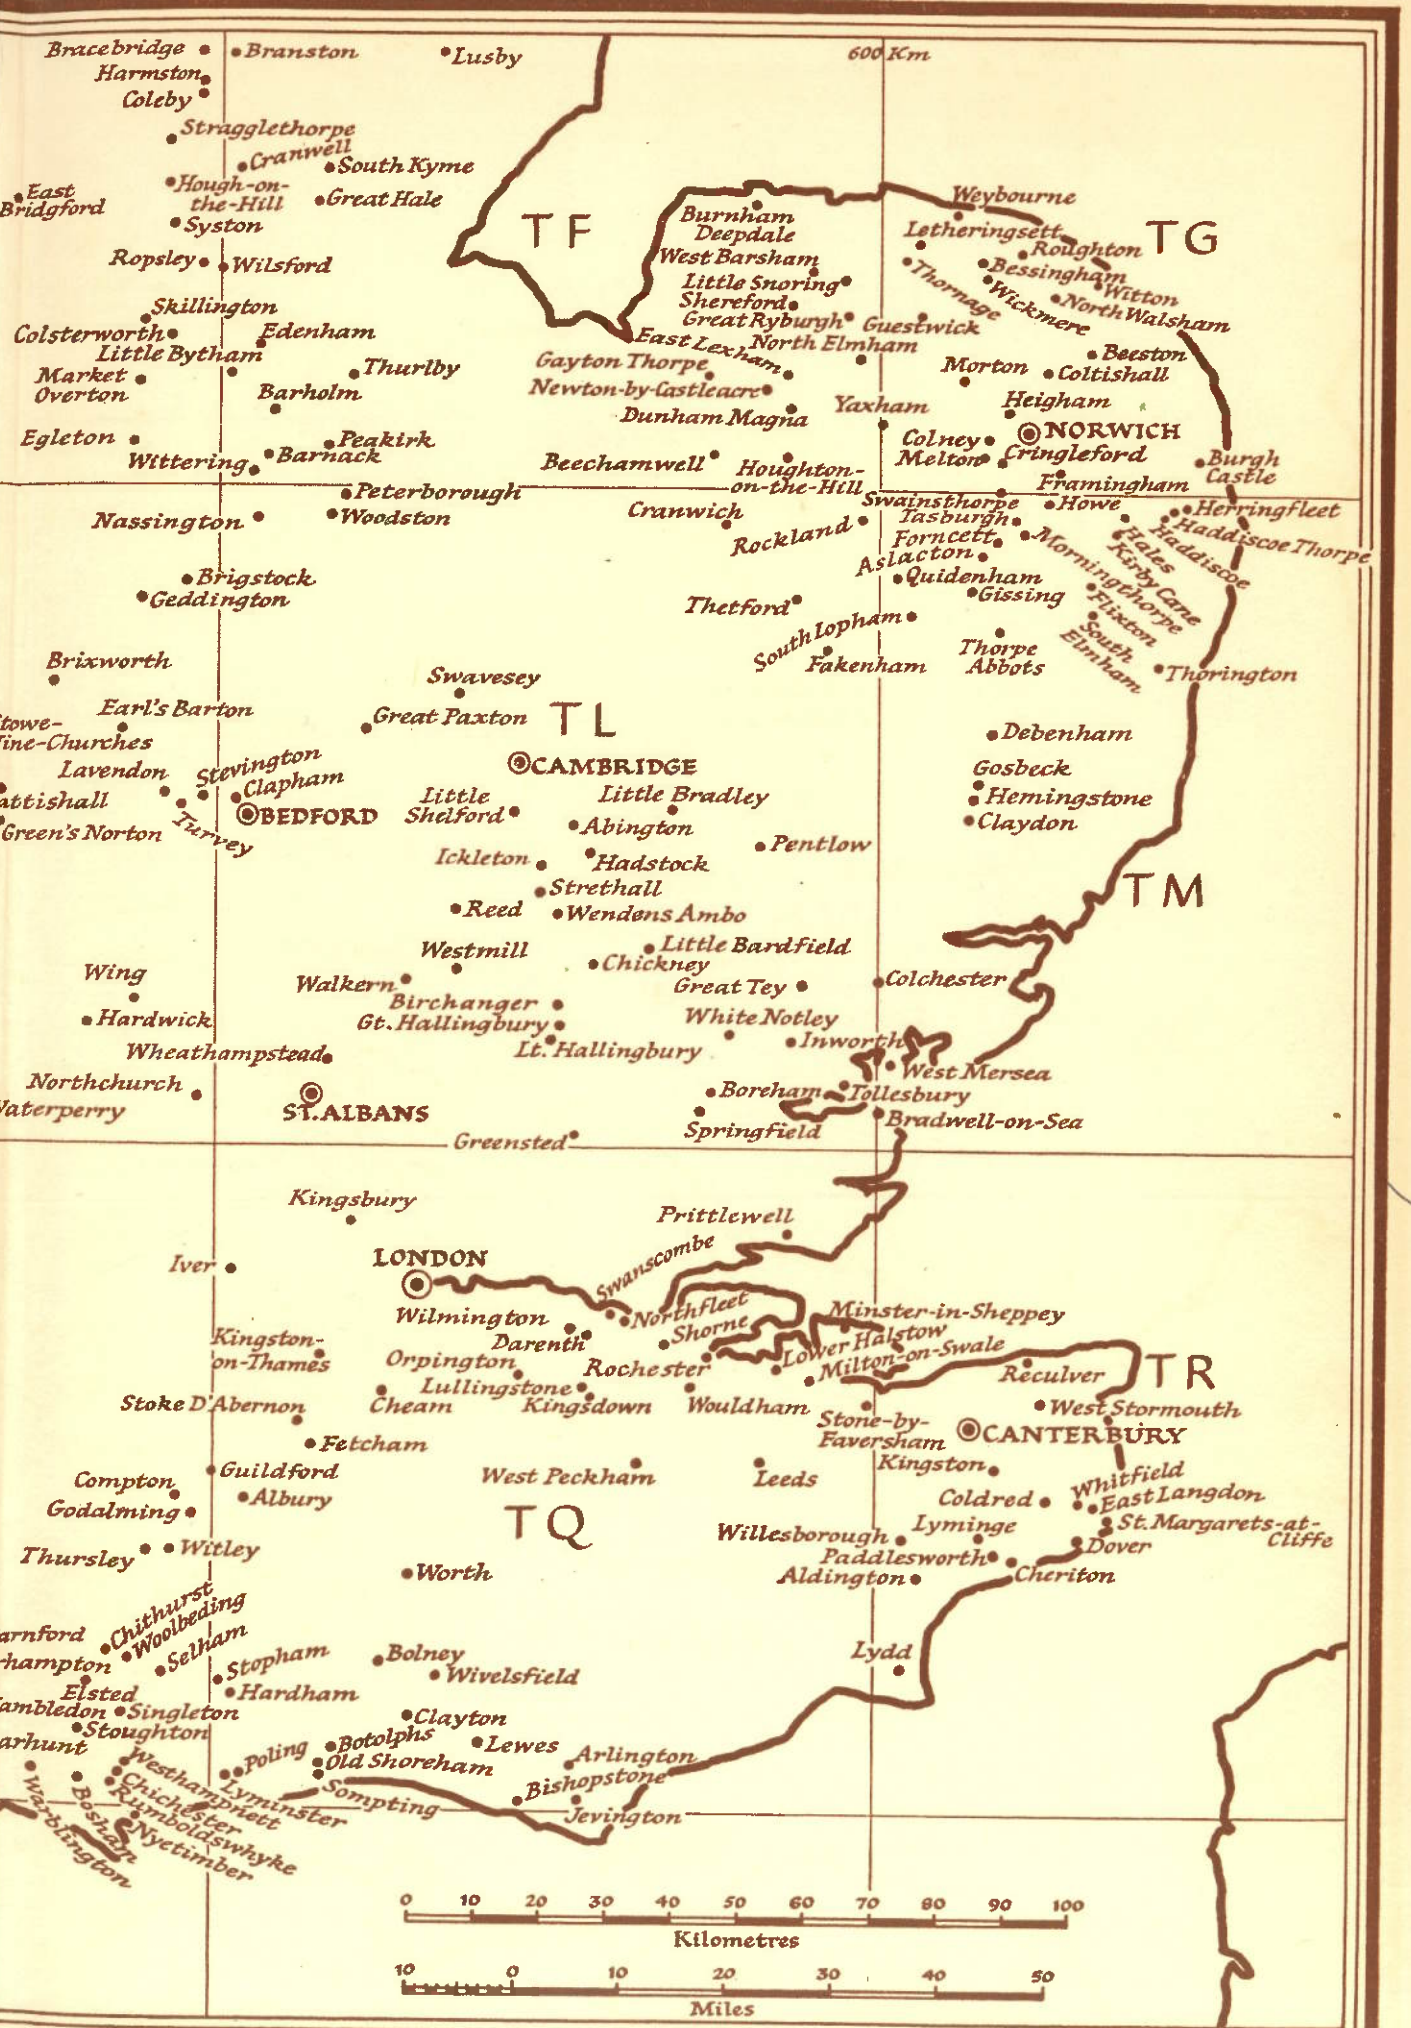 Bracebridge
Branston
Lusby
600 Km
Harmston
Coleby
Stragglethorpe
Cranwell
South Kyme
Hough-on-
the-Hill
Great Hale
East
Bridgford
Syston
Ropsley
Wilsford
TF
Burnham
Deepdale
Weybourne
Letheringsett
TG
Roughton
West Barsham
Bessingham
Thornage
Witton
Little Snoring
Wickmere
Shereford
North Walsham
Great Ryburgh
Guestwick
Skillington
Colsterworth
Edenham
Little Bytham
Market
Overton
Thurlby
Barholm
East Lexham
North Elmham
Gayton Thorpe
Newton-by-Castleacre
Dunham Magna
Yaxham
Morton
Beeston
Coltishall
Heigham
NORWICH
Colney
Melton
Cringleford
Burgh
Castle
Egleton
Peakirk
Wittering
Barnack
Beechamwell
Houghton-
on-the-Hill
Framingham
Peterborough
Swainsthorpe
Howe
Herringfleet
Nassington
Woodston
Cranwich
Rockland
Tasburgh
Haddiscoe Thorpe
Forncett
Aslacton
Morningthorpe
Hales
Haddiscoe
Kirby Cane
Brigstock
Geddington
Quidenham
Gissing
Flixton
Thetford
South Lopham
South
Elmham
Brixworth
Fakenham
Thorpe
Abbots
Thorington
Swavesey
Earl's Barton
Great Paxton
TL
towe-
ine-Churches
Debenham
Lavendon
Stevington
Clapham
CAMBRIDGE
Gosbeck
attishall
BEDFORD
Little
Shelford
Little Bradley
Hemingstone
Green's Norton
Turvey
Abington
Claydon
Ickleton
Hadstock
Pentlow
Strethall
TM
Reed
Wendens Ambo
Westmill
Little Bardfield
Wing
Chickney
Walkern
Great Tey
Colchester
Hardwick
Birchanger
Gt. Hallingbury
White Notley
Wheathampstead
Lt. Hallingbury
Inworth
West Mersea
Northchurch
Boreham
Tollesbury
Waterperry
ST. ALBANS
Springfield
Bradwell-on-Sea
Greensted
Kingsbury
Prittlewell
Iver
LONDON
Swanscombe
Wilmington
Northfleet
Minster-in-Sheppey
Kingston-
on-Thames
Darenth
Shorne
Lower Halstow
Orpington
Rochester
Milton-on-Swale
Reculver
TR
Stoke D'Abernon
Cheam
Lullingstone
Kingsdown
Wouldham
Stone-by-
Faversham
West Stormouth
CANTERBURY
Fetcham
Guildford
Compton
Albury
Godalming
West Peckham
Leeds
Kingston
Whitfield
Coldred
East Langdon
TQ
Willesborough
Lyminge
St. Margarets-at-
Cliffe
Thursley
Witley
Paddlesworth
Dover
Worth
Aldington
Cheriton
Chithurst
Woolbeding
arnford
Selham
Stopham
Bolney
Lydd
rhampton
Wivelsfield
Elsted
Hardham
ambledon
Singleton
Stoughton
Clayton
arhunt
Poling
Botolphs
Lewes
Old Shoreham
Arlington
Westhampnett
Lyminster
Sompting
Bishopstone
Chichester
Jevington
Warblington
Bosham
Rumboldswhyke
Nyetimber
0 10 20 30 40 50 60 70 80 90 100
Kilometres
10 0 10 20 30 40 50
Miles